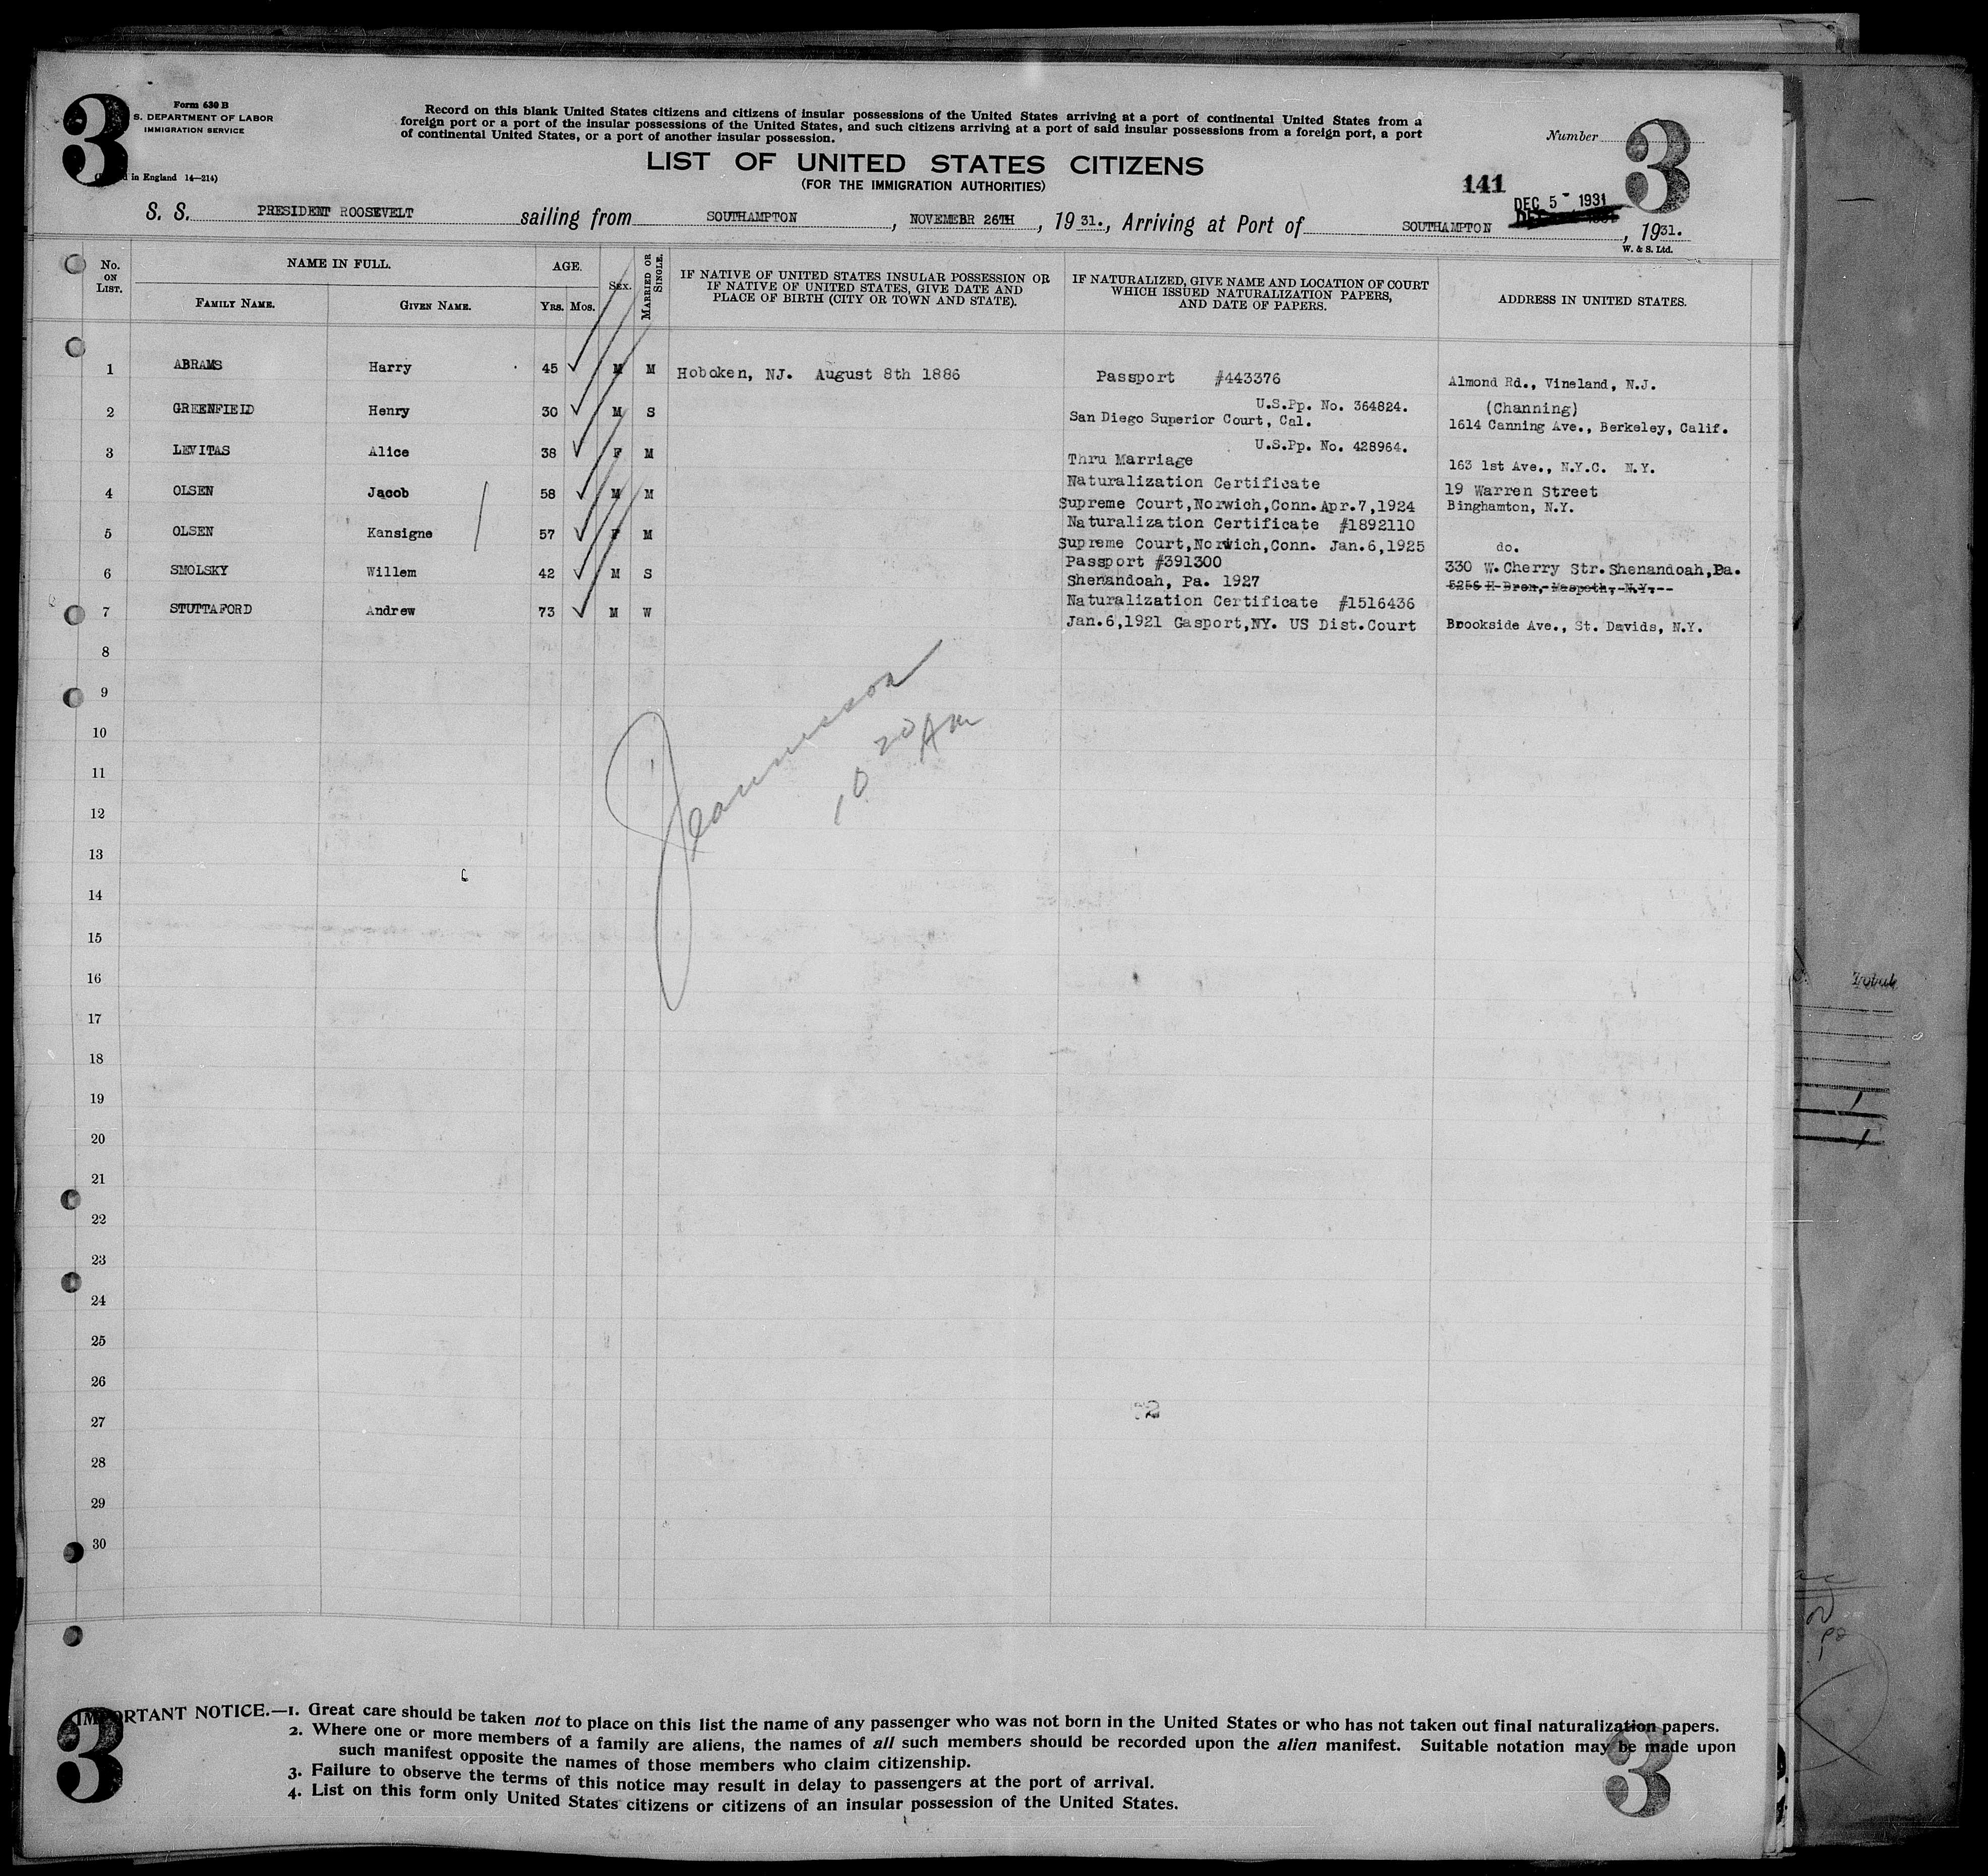 3
Form 630 B
S. DEPARTMENT OF LABOR
IMMIGRATION SERVICE
in England 14—214)
Record on this blank United States citizens and citizens of insular possessions of the United States arriving at a port of continental United States from a
foreign port or a port of the insular possessions of the United States, and such citizens arriving at a port of said insular possessions from a foreign port, a port
of continental United States, or a port of another insular possession.
LIST OF UNITED STATES CITIZENS
(FOR THE IMMIGRATION AUTHORITIES)
Number 3
141
DEC 5 - 1931
S. S. PRESIDENT ROOSEVELT sailing from SOUTHAMPTON, NOVEMEBR 26TH, 1931., Arriving at Port of SOUTHAMPTON, 1931.
W. & S. Ltd.
No. ON LIST. NAME IN FULL. AGE. SEX. MARRIED OR SINGLE.
FAMILY NAME. GIVEN NAME. YRS. MOS.
IF NATIVE OF UNITED STATES INSULAR POSSESSION OR
IF NATIVE OF UNITED STATES, GIVE DATE AND
PLACE OF BIRTH (CITY OR TOWN AND STATE).
IF NATURALIZED, GIVE NAME AND LOCATION OF COURT
WHICH ISSUED NATURALIZATION PAPERS,
AND DATE OF PAPERS.
ADDRESS IN UNITED STATES.
1 ABRAMS Harry 45 M M Hoboken, NJ. August 8th 1886 Passport #443376 Almond Rd., Vineland, N.J.
2 GREENFIELD Henry 30 M S U.S.Pp. No. 364824. (Channing)
San Diego Superior Court, Cal. 1614 Canning Ave., Berkeley, Calif.
3 LEVITAS Alice 38 F M U.S.Pp. No. 428964.
Thru Marriage 163 1st Ave., N.Y.C. N.Y.
4 OLSEN Jacob 58 M M Naturalization Certificate 19 Warren Street
Supreme Court,Norwich,Conn.Apr.7,1924 Binghamton, N.Y.
5 OLSEN Kansigne 57 F M Naturalization Certificate #1892110
Supreme Court,Norwich,Conn. Jan.6,1925 do.
6 SMOLSKY Willem 42 M S Passport #391300 330 W.Cherry Str.Shenandoah,Pa.
Shenandoah, Pa. 1927
7 STUTTAFORD Andrew 73 M W Naturalization Certificate #1516436
Jan.6,1921 Gasport,NY. US Dist.Court Brookside Ave., St. Davids, N.Y.
8
9
10
10 20 AM
11
12
13
14
15
16
17
18
19
20
21
22
23
24
25
26
27
28
29
30
3
IMPORTANT NOTICE.—1. Great care should be taken not to place on this list the name of any passenger who was not born in the United States or who has not taken out final naturalization papers.
2. Where one or more members of a family are aliens, the names of all such members should be recorded upon the alien manifest. Suitable notation may be made upon
such manifest opposite the names of those members who claim citizenship.
3. Failure to observe the terms of this notice may result in delay to passengers at the port of arrival.
4. List on this form only United States citizens or citizens of an insular possession of the United States.
3